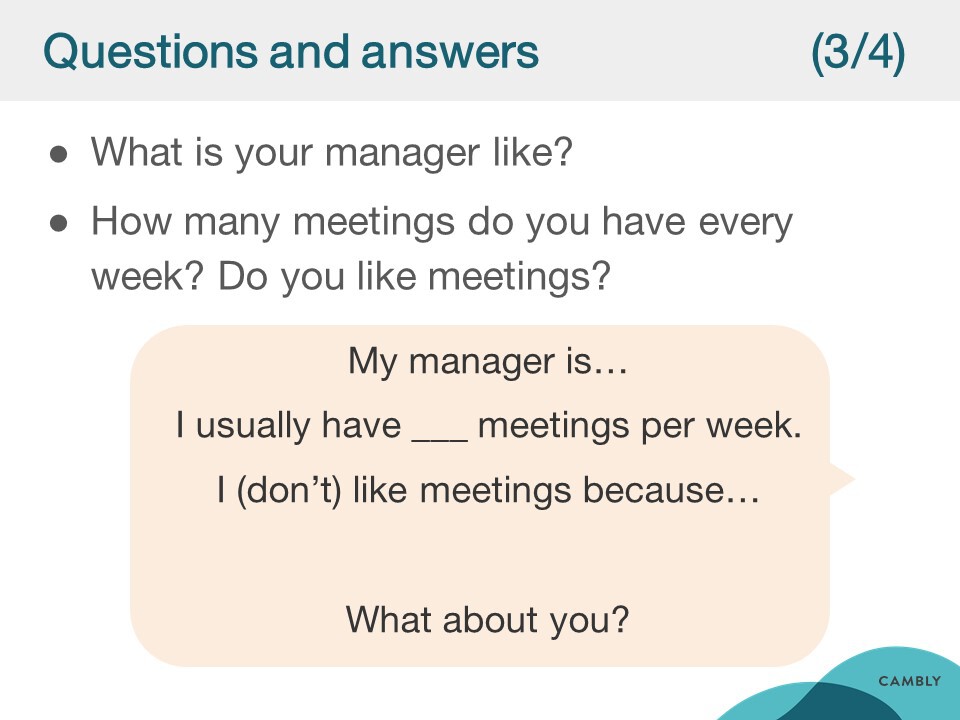 Questions and answers (3/4)
● What is your manager like?
● How many meetings do you have every
week? Do you like meetings?
My manager is…
I usually have ___ meetings per week.
I (don’t) like meetings because…
What about you?
CAMBLY